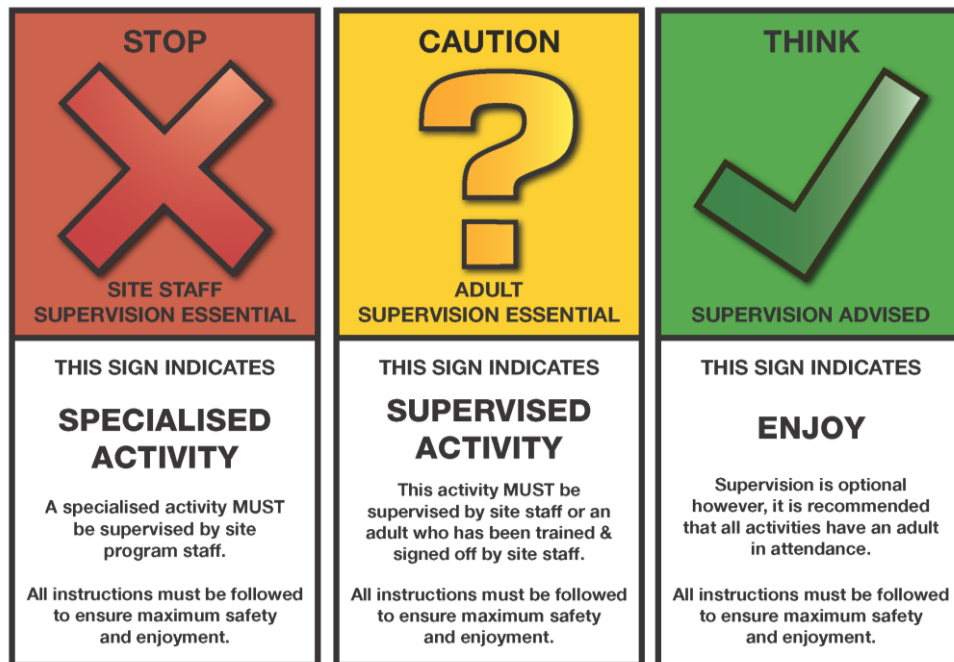 STOP
SITE STAFF
SUPERVISION ESSENTIAL
THIS SIGN INDICATES
SPECIALISED
ACTIVITY
A specialised activity MUST
be supervised by site
program staff.
All instructions must be followed
to ensure maximum safety
and enjoyment.
CAUTION
?
ADULT
SUPERVISION ESSENTIAL
THIS SIGN INDICATES
SUPERVISED
ACTIVITY
This activity MUST be
supervised by site staff or an
adult who has been trained &
signed off by site staff.
All instructions must be followed
to ensure maximum safety
and enjoyment.
THINK
SUPERVISION ADVISED
THIS SIGN INDICATES
ENJOY
Supervision is optional
however, it is recommended
that all activities have an adult
in attendance.
All instructions must be followed
to ensure maximum safety
and enjoyment.